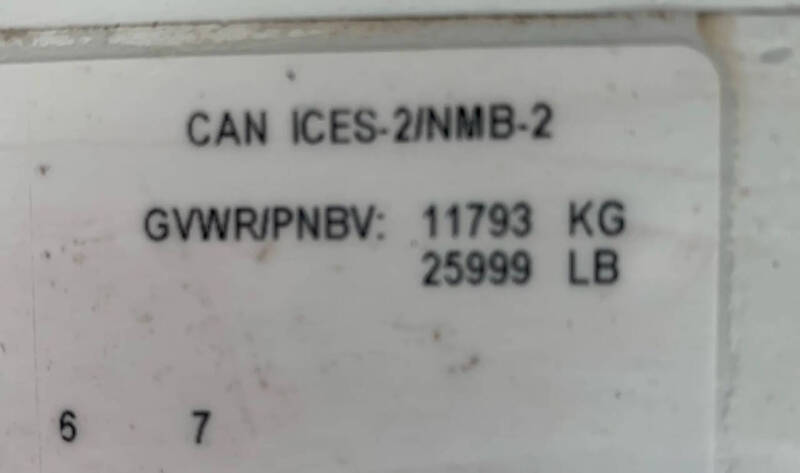 CAN ICES-2/NMB-2
GVWR/PNBV: 11793 KG
25999 LB
6 7